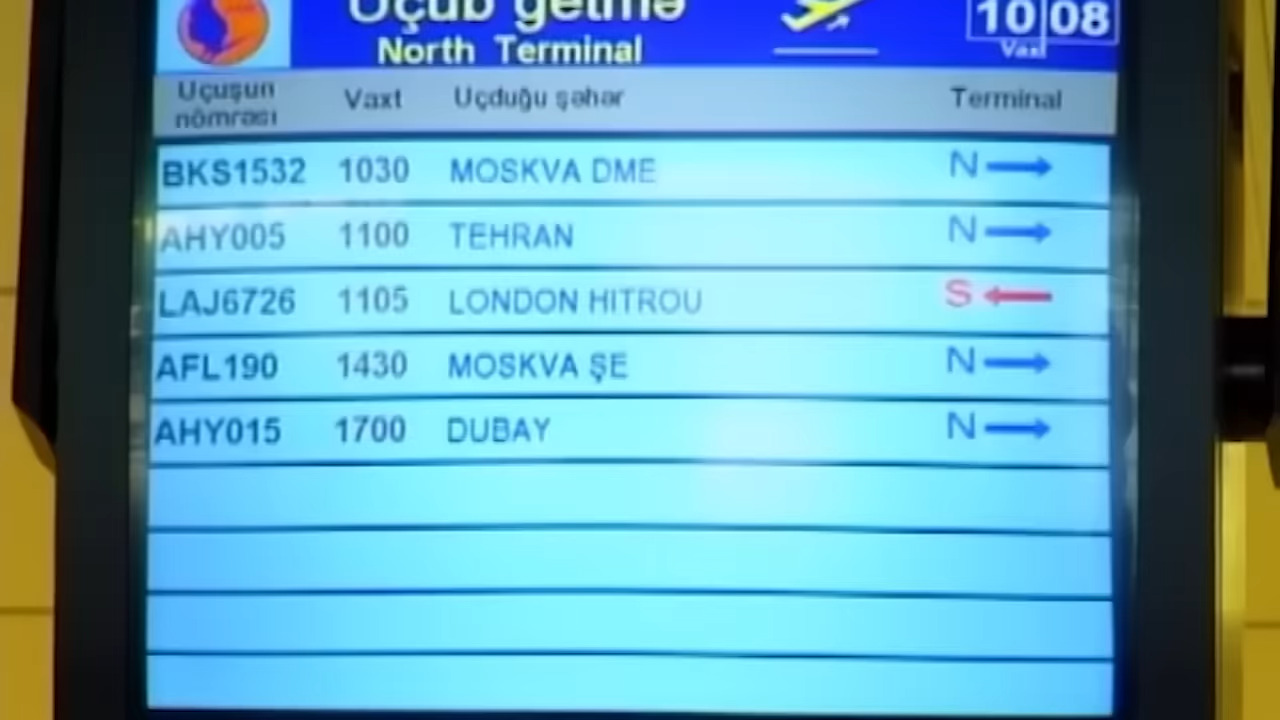 Uçub getmə
North Terminal
10 08
Vaxt
Uçuşun nömrəsi Vaxt Uçduğu şəhər Terminal
BKS1532 1030 MOSKVA DME N
AHY005 1100 TEHRAN N
LAJ6726 1105 LONDON HITROU S
AFL190 1430 MOSKVA ŞE N
AHY015 1700 DUBAY N